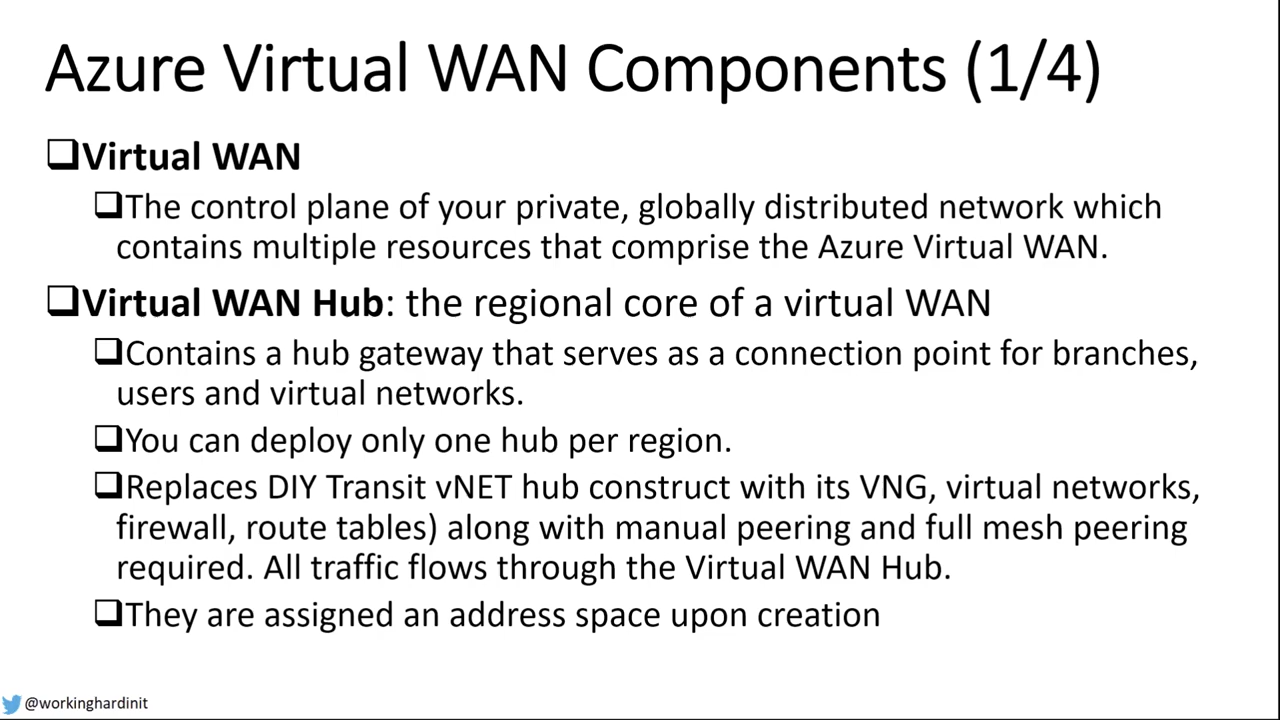 Azure Virtual WAN Components (1/4)
❑Virtual WAN
❑The control plane of your private, globally distributed network which
contains multiple resources that comprise the Azure Virtual WAN.
❑Virtual WAN Hub: the regional core of a virtual WAN
❑Contains a hub gateway that serves as a connection point for branches,
users and virtual networks.
❑You can deploy only one hub per region.
❑Replaces DIY Transit vNET hub construct with its VNG, virtual networks,
firewall, route tables) along with manual peering and full mesh peering
required. All traffic flows through the Virtual WAN Hub.
❑They are assigned an address space upon creation
@workinghardinit